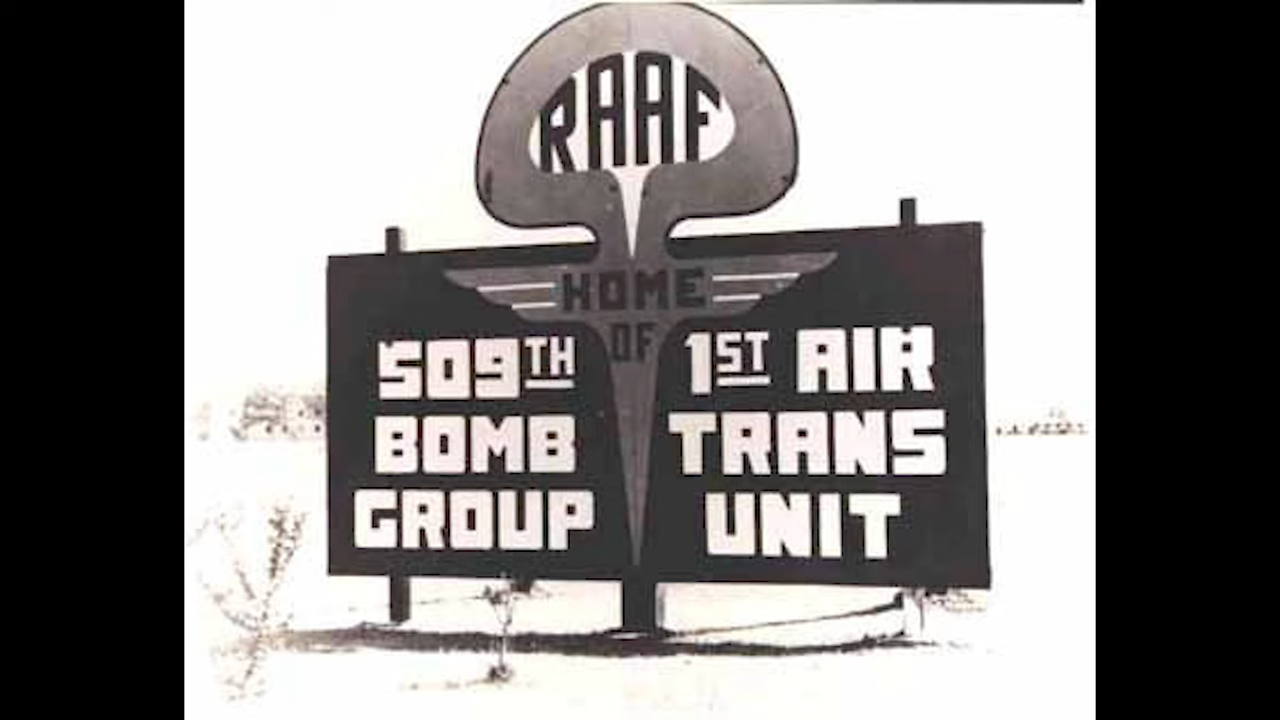 RAAF
HOME
OF
509TH
BOMB
GROUP
1ST AIR
TRANS
UNIT